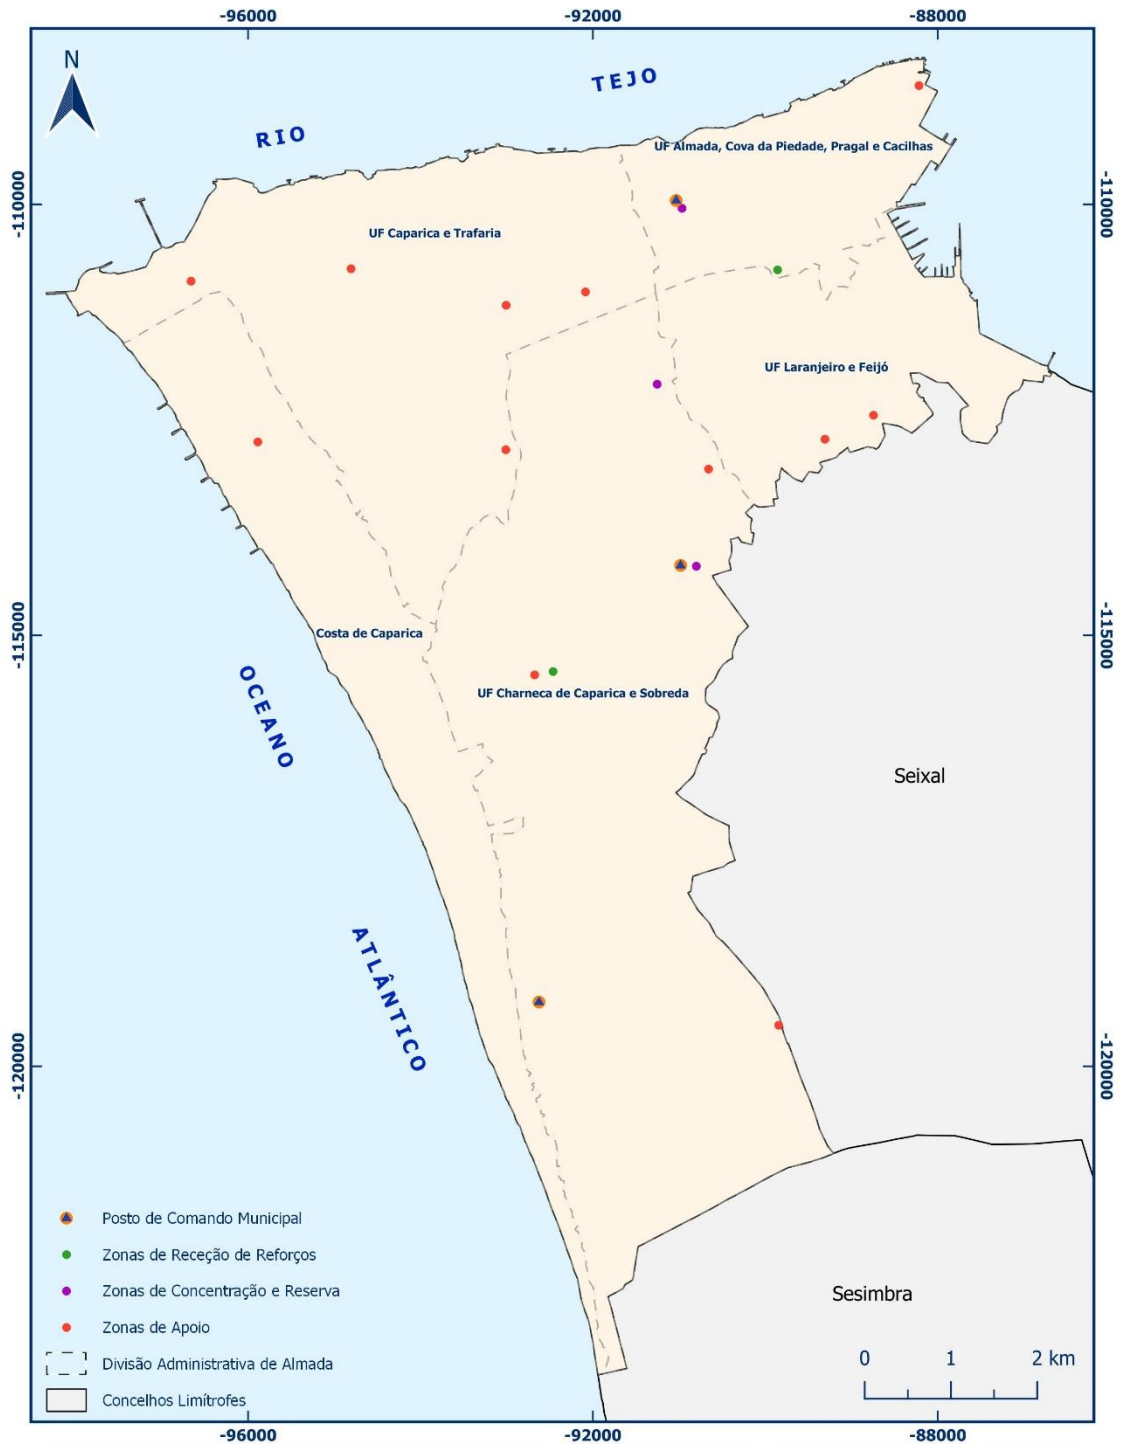 -96000
-92000
-88000
N
TEJO
RIO
UF Almada, Cova da Piedade, Pragal e Cacilhas
-110000
-110000
UF Caparica e Trafaria
UF Laranjeiro e Feijó
-115000
-115000
Costa de Caparica
OCEANO
UF Charneca de Caparica e Sobreda
Seixal
ATLÂNTICO
-120000
-120000
Posto de Comando Municipal
Zonas de Receção de Reforços
Zonas de Concentração e Reserva
Zonas de Apoio
Divisão Administrativa de Almada
Concelhos Limítrofes
Sesimbra
0 1 2 km
-96000
-92000
-88000